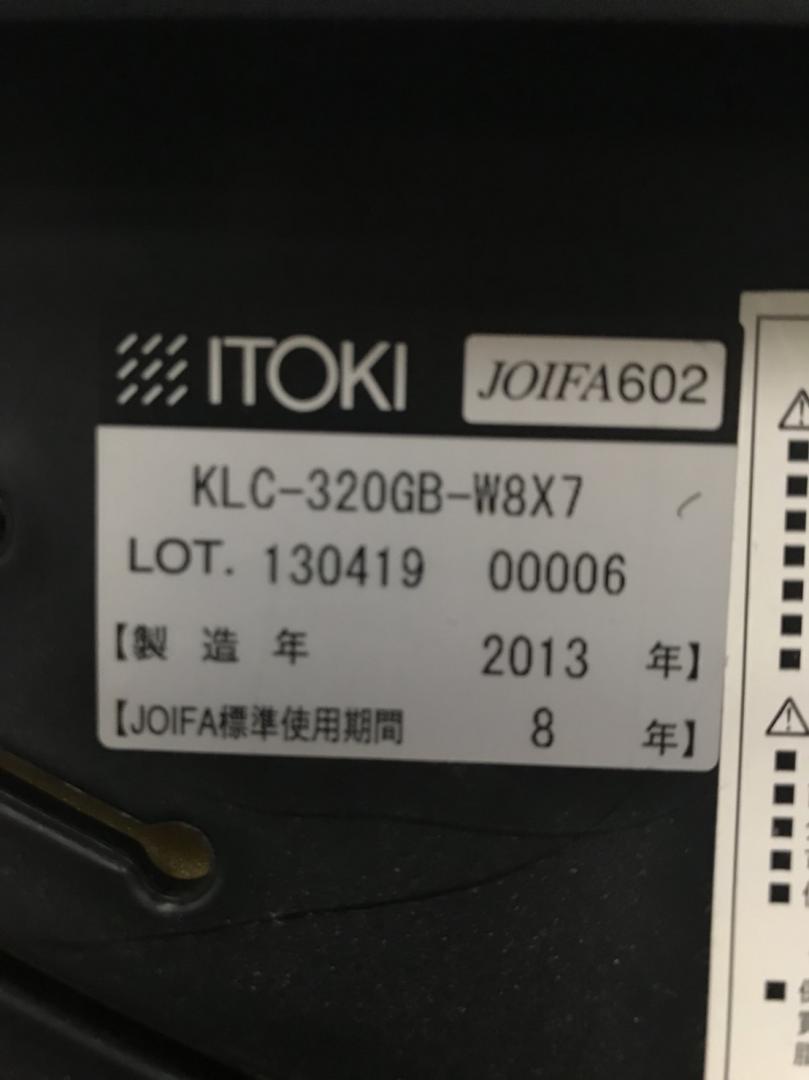 ITOKI JOIFA602
KLC-320GB-W8X7
LOT. 130419 00006
【製 造 年 2013 年】
【JOIFA標準使用期間 8 年】